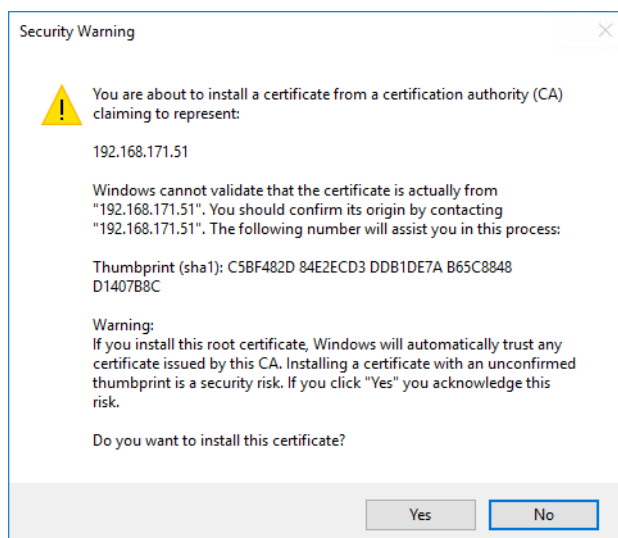 Security Warning
You are about to install a certificate from a certification authority (CA)
claiming to represent:
192.168.171.51
Windows cannot validate that the certificate is actually from
"192.168.171.51". You should confirm its origin by contacting
"192.168.171.51". The following number will assist you in this process:
Thumbprint (sha1): C5BF482D 84E2ECD3 DDB1DE7A B65C8848
D1407B8C
Warning:
If you install this root certificate, Windows will automatically trust any
certificate issued by this CA. Installing a certificate with an unconfirmed
thumbprint is a security risk. If you click "Yes" you acknowledge this
risk.
Do you want to install this certificate?
Yes
No